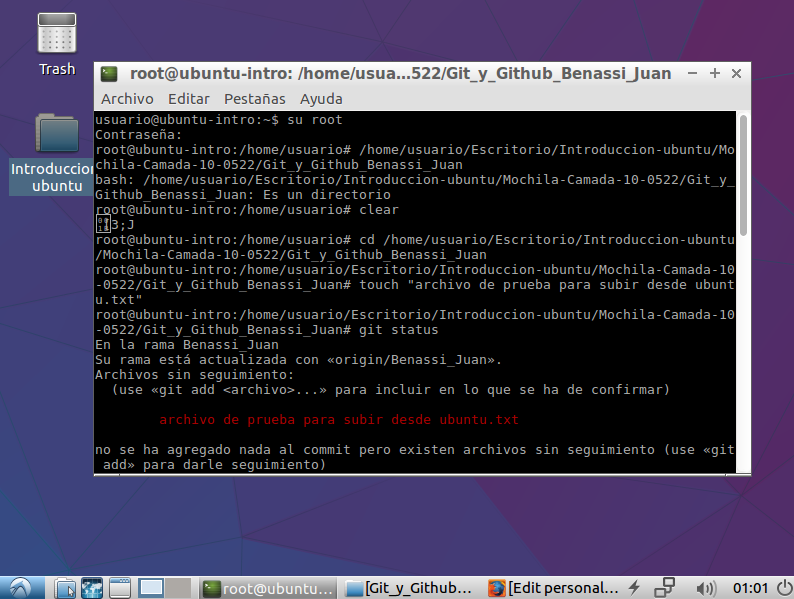 Trash
Introduccion
ubuntu
root@ubuntu-intro: /home/usua...522/Git_y_Github_Benassi_Juan
Archivo Editar Pestañas Ayuda
usuario@ubuntu-intro:~$ su root
Contraseña:
root@ubuntu-intro:/home/usuario# /home/usuario/Escritorio/Introduccion-ubuntu/Mo
chila-Camada-10-0522/Git_y_Github_Benassi_Juan
bash: /home/usuario/Escritorio/Introduccion-ubuntu/Mochila-Camada-10-0522/Git_y_
Github_Benassi_Juan: Es un directorio
root@ubuntu-intro:/home/usuario# clear
3;J
root@ubuntu-intro:/home/usuario# cd /home/usuario/Escritorio/Introduccion-ubuntu
/Mochila-Camada-10-0522/Git_y_Github_Benassi_Juan
root@ubuntu-intro:/home/usuario/Escritorio/Introduccion-ubuntu/Mochila-Camada-10
-0522/Git_y_Github_Benassi_Juan# touch "archivo de prueba para subir desde ubunt
u.txt"
root@ubuntu-intro:/home/usuario/Escritorio/Introduccion-ubuntu/Mochila-Camada-10
-0522/Git_y_Github_Benassi_Juan# git status
En la rama Benassi_Juan
Su rama está actualizada con «origin/Benassi_Juan».
Archivos sin seguimiento:
(use «git add <archivo>...» para incluir en lo que se ha de confirmar)
archivo de prueba para subir desde ubuntu.txt
no se ha agregado nada al commit pero existen archivos sin seguimiento (use «git
add» para darle seguimiento)
root@ubuntu... [Git_y_Github... [Edit personal... 01:01